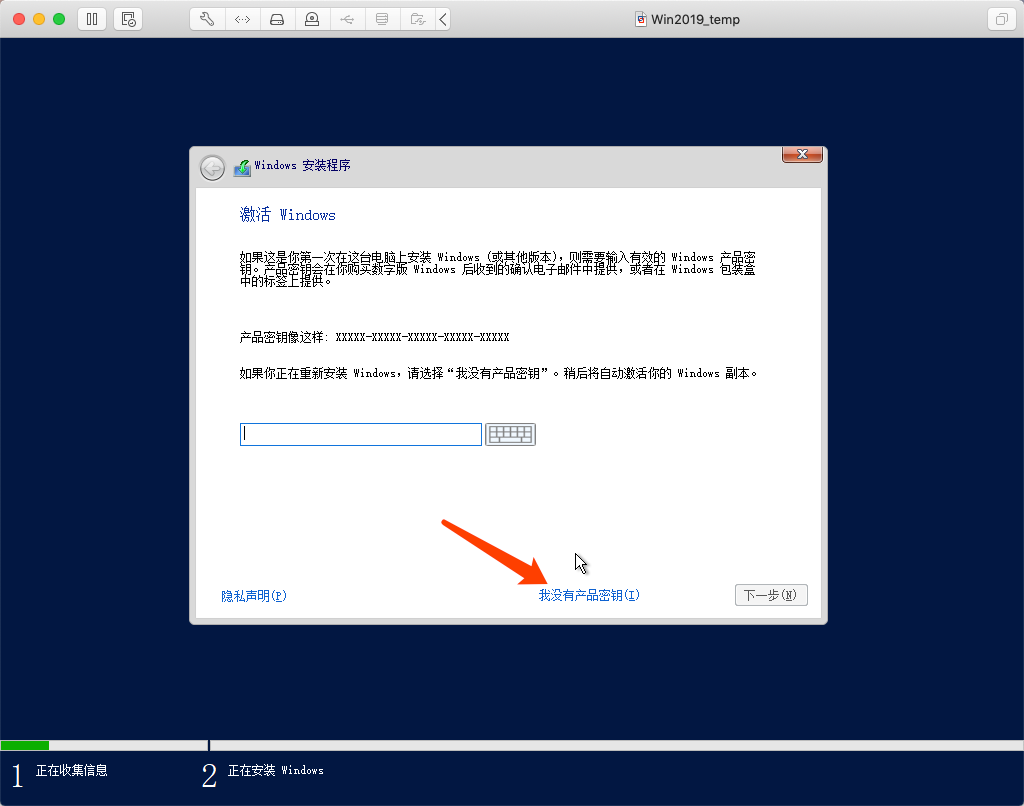 Win2019_temp
Windows 安装程序
激活 Windows
如果这是你第一次在这台电脑上安装 Windows (或其他版本)，则需要输入有效的 Windows 产品密
钥。产品密钥会在你购买数字版 Windows 后收到的确认电子邮件中提供，或者在 Windows 包装盒
中的标签上提供。
产品密钥像这样: XXXXX-XXXXX-XXXXX-XXXXX-XXXXX
如果你正在重新安装 Windows，请选择“我没有产品密钥”。稍后将自动激活你的 Windows 副本。
隐私声明(P)
我没有产品密钥(I)
下一步(N)
1 正在收集信息
2 正在安装 Windows